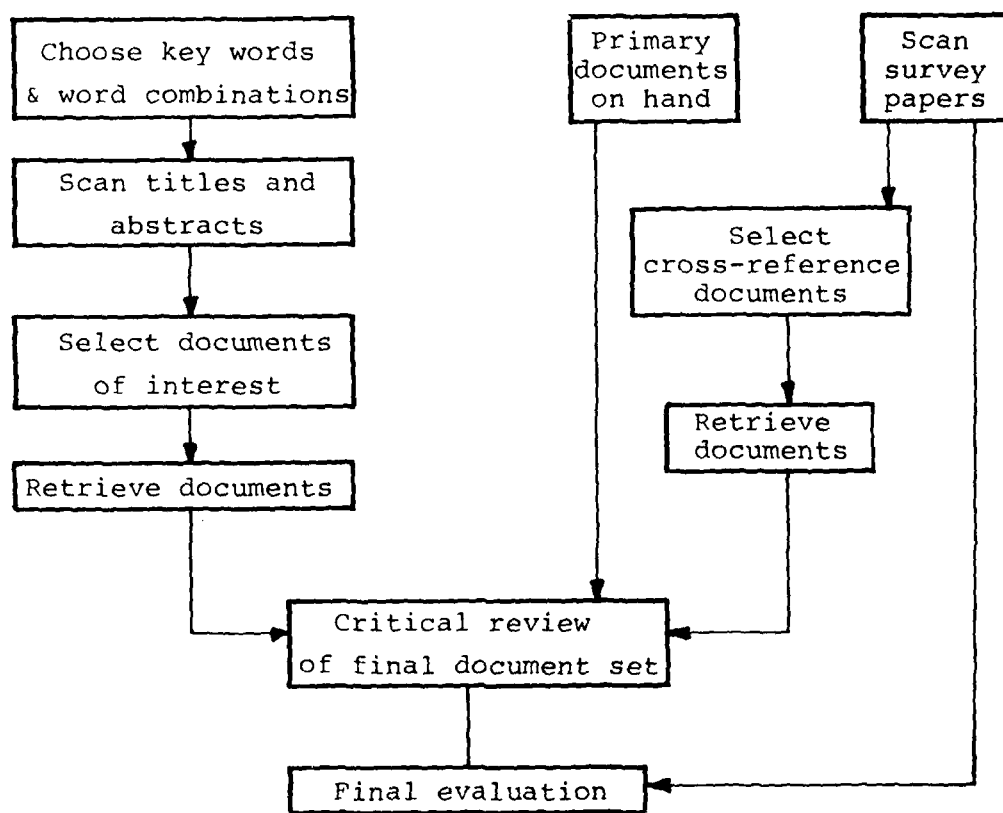 Choose key words
& word combinations
Scan titles and
abstracts
Select documents
of interest
Retrieve documents
Primary
documents
on hand
Scan
survey
papers
Select
cross-reference
documents
Retrieve
documents
Critical review
of final document set
Final evaluation